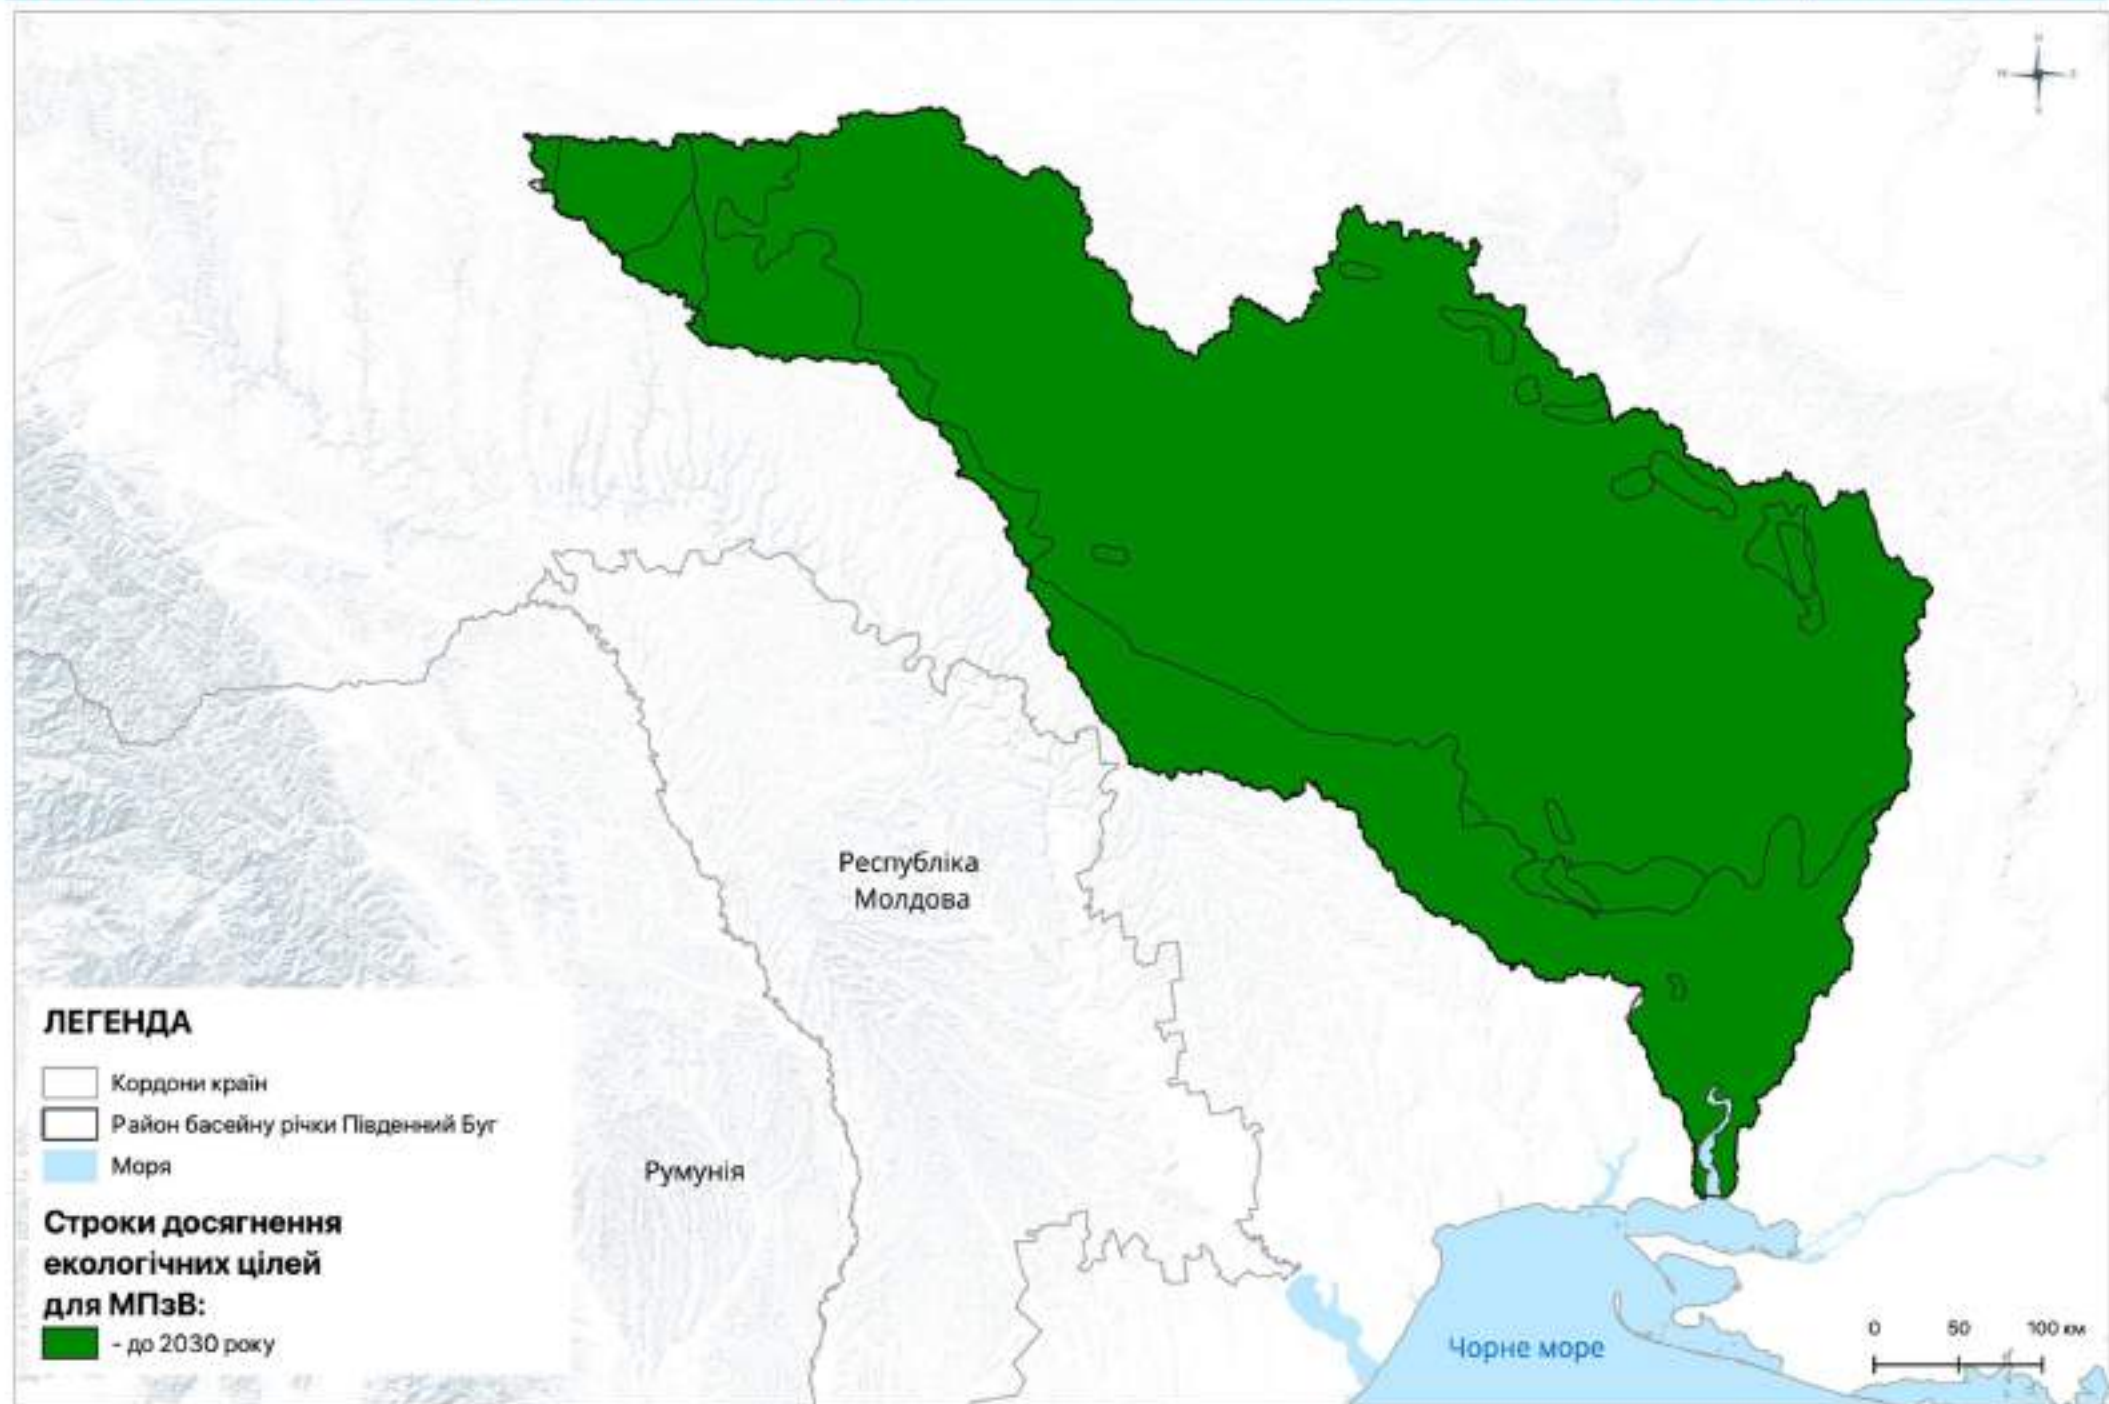 Республіка
Молдова
Румунія
Чорне море
ЛЕГЕНДА
Кордони країн
Район басейну річки Південний Буг
Моря
Строки досягнення
екологічних цілей
для МПзВ:
- до 2030 року
0 50 100 км